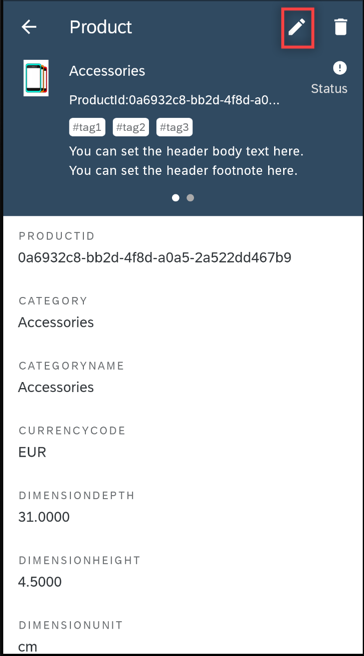 Product
Accessories
ProductId:0a6932c8-bb2d-4f8d-a0...
Status
#tag1 #tag2 #tag3
You can set the header body text here.
You can set the header footnote here.
PRODUCTID
0a6932c8-bb2d-4f8d-a0a5-2a522dd467b9
CATEGORY
Accessories
CATEGORYNAME
Accessories
CURRENCYCODE
EUR
DIMENSIONDEPTH
31.0000
DIMENSIONHEIGHT
4.5000
DIMENSIONUNIT
cm